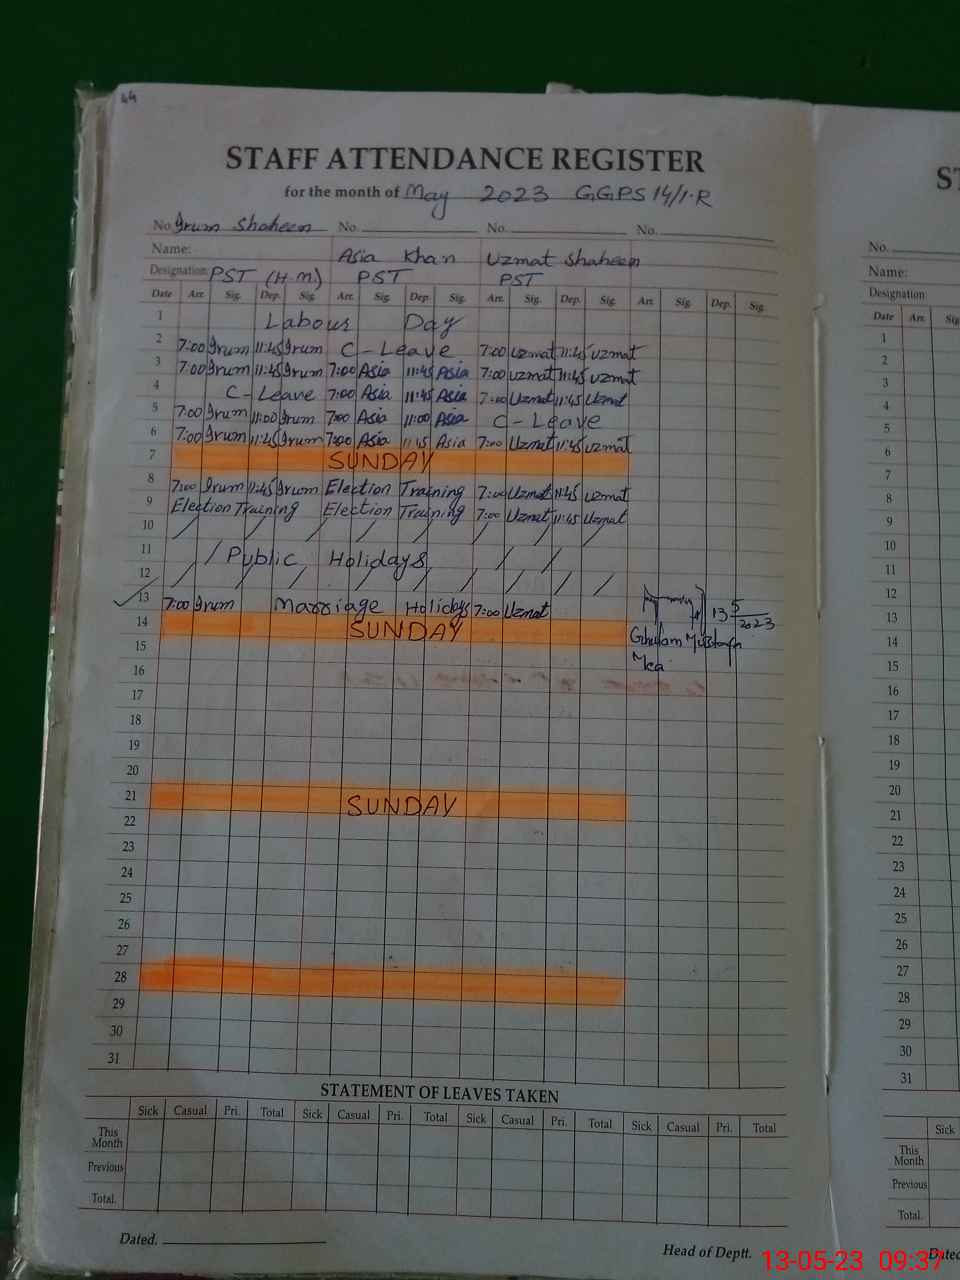 44
STAFF ATTENDANCE REGISTER
for the month of May 2023 GGPS 14/1-R
No. Irum Shaheen No. No. No.
Name: Asia Khan Uzmat Shaheen
Designation PST (H.M) PST PST
Date Arr. Sig. Dep. Sig. Arr. Sig. Dep. Sig. Arr. Sig. Dep. Sig. Arr. Sig. Dep. Sig.
1 Labour Day
2 7:00 Irum 11:45 Irum C-Leave 7:00 Uzmat 11:45 Uzmat
3 7:00 Irum 11:45 Irum 7:00 Asia 11:45 Asia 7:00 Uzmat 11:45 Uzmat
4 C-Leave 7:00 Asia 11:45 Asia 7:00 Uzmat 11:45 Uzmat
5 7:00 Irum 11:00 Irum 7:00 Asia 11:00 Asia C-Leave
6 7:00 Irum 11:45 Irum 7:00 Asia 11:45 Asia 7:00 Uzmat 11:45 Uzmat
7 SUNDAY
8 7:00 Irum 11:45 Irum Election Training 7:00 Uzmat 11:45 Uzmat
9 Election Training Election Training 7:00 Uzmat 11:45 Uzmat
10
11 Public Holidays
12
13 7:00 Irum Marriage Holidays 7:00 Uzmat 13 5/2023
14 SUNDAY Ghulam Mustafa
15 Mea
16
17
18
19
20
21 SUNDAY
22
23
24
25
26
27
28
29
30
31
STATEMENT OF LEAVES TAKEN
Sick Casual Pri. Total Sick Casual Pri. Total Sick Casual Pri. Total Sick Casual Pri. Total
This Month
Previous
Total.
Dated. Head of Deptt.
ST
No.
Name:
Designation
Date Arr. Sig.
1
2
3
4
5
6
7
8
9
10
11
12
13
14
15
16
17
18
19
20
21
22
23
24
25
26
27
28
29
30
31
Sick
This Month
Previous
Total.
Dated
13-05-23 09:37